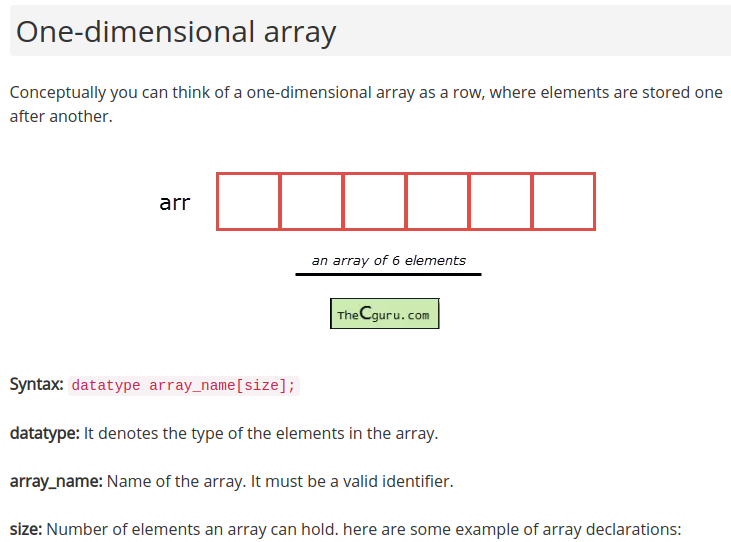 One-dimensional array
Conceptually you can think of a one-dimensional array as a row, where elements are stored one
after another.
arr
an array of 6 elements
TheCguru.com
Syntax: datatype array_name[size];
datatype: It denotes the type of the elements in the array.
array_name: Name of the array. It must be a valid identifier.
size: Number of elements an array can hold. here are some example of array declarations: